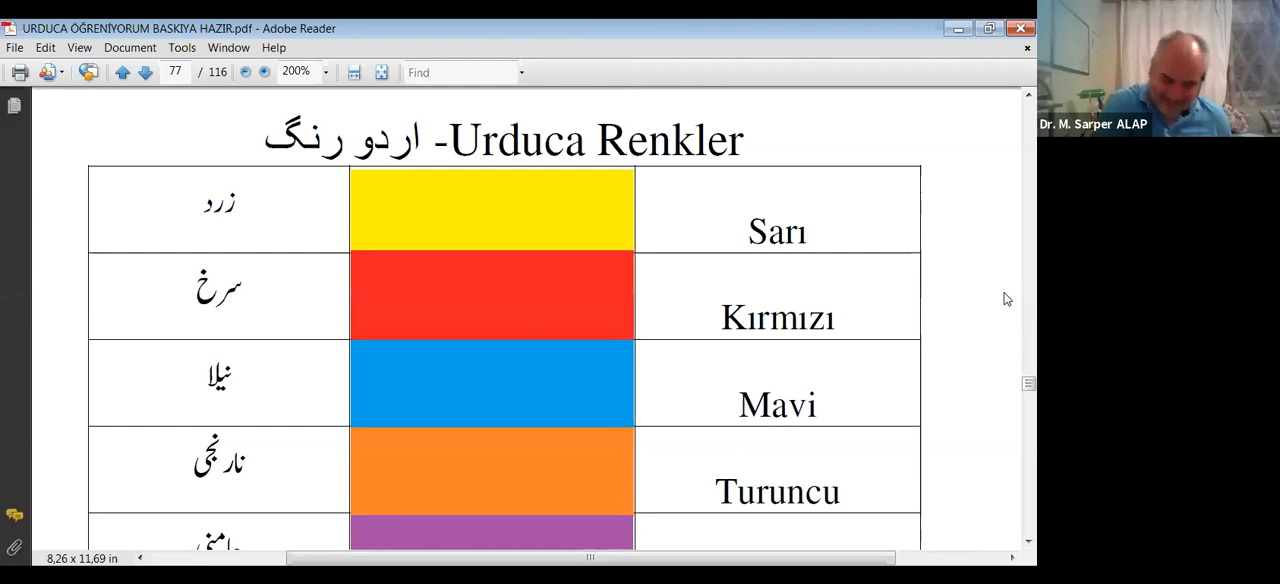 URDUCA ÖĞRENİYORUM BASKIYA HAZIR.pdf - Adobe Reader
File Edit View Document Tools Window Help
77 / 116 200% Find
Dr. M. Sarper ALAP
اردو رنگ -Urduca Renkler
زرد Sarı
سرخ Kırmızı
نیلا Mavi
نارنجی Turuncu
8,26 x 11,69 in